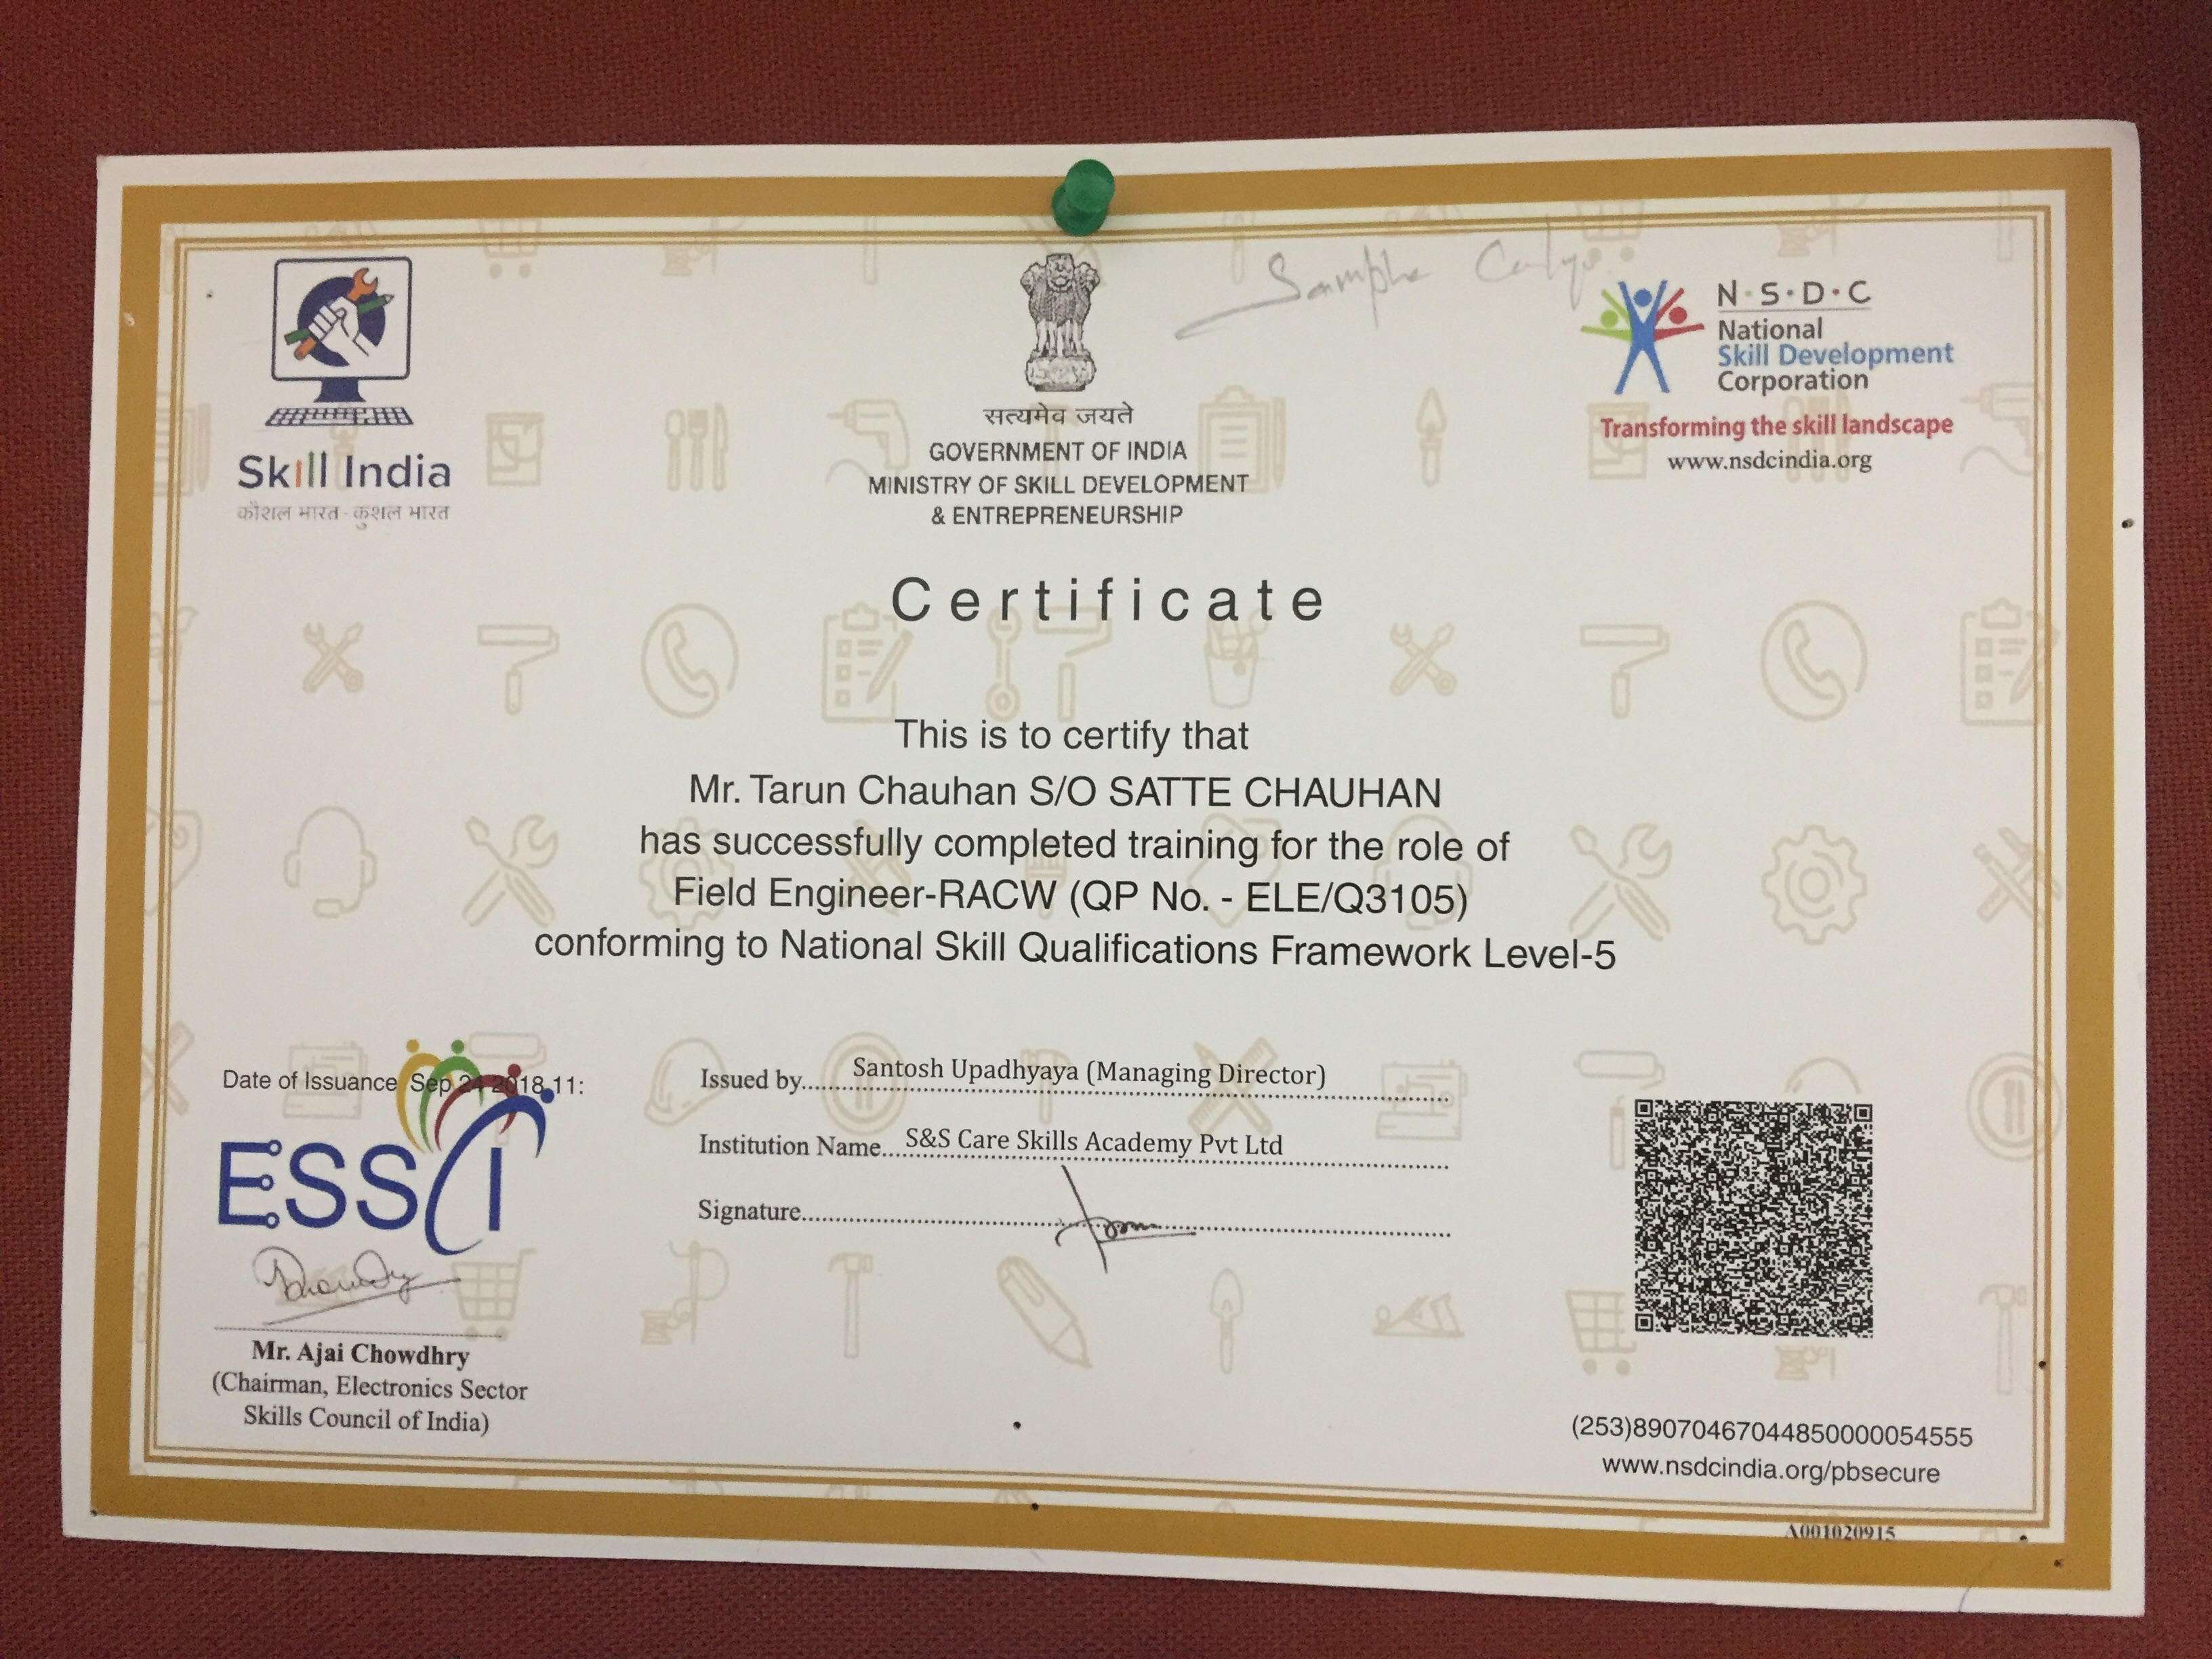 Skill India
कौशल भारत - कुशल भारत
सत्यमेव जयते
GOVERNMENT OF INDIA
MINISTRY OF SKILL DEVELOPMENT
& ENTREPRENEURSHIP
N·S·D·C
National
Skill Development
Corporation
Transforming the skill landscape
www.nsdcindia.org
Certificate
This is to certify that
Mr. Tarun Chauhan S/O SATTE CHAUHAN
has successfully completed training for the role of
Field Engineer-RACW (QP No. - ELE/Q3105)
conforming to National Skill Qualifications Framework Level-5
Date of Issuance Sep 2018 11:
ESSCI
Mr. Ajai Chowdhry
(Chairman, Electronics Sector
Skills Council of India)
Issued by Santosh Upadhyaya (Managing Director)
Institution Name S&S Care Skills Academy Pvt Ltd
Signature
(253)89070467044850000054555
www.nsdcindia.org/pbsecure
A001020915